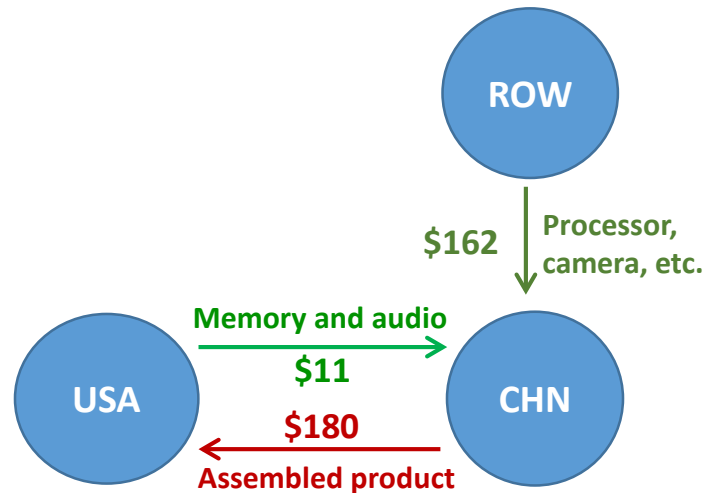 ROW
$162
Processor,
camera, etc.
Memory and audio
$11
USA
CHN
$180
Assembled product